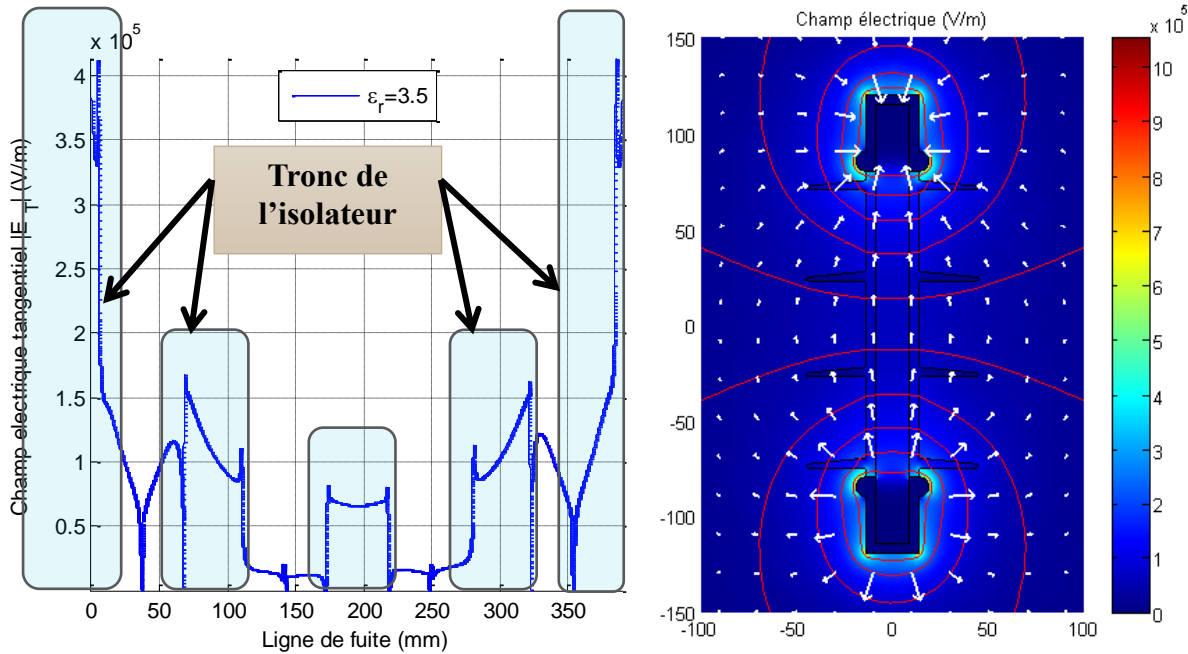 x 10^5
4
3.5
3
2.5
2
1.5
1
0.5
0 50 100 150 200 250 300 350
Champ electrique tangentiel |E_T| (V/m)
Ligne de fuite (mm)
ε_r=3.5
Tronc de
l'isolateur
Champ électrique (V/m)
150
100
50
0
-50
-100
-150
-100 -50 0 50 100
x 10^5
10
9
8
7
6
5
4
3
2
1
0